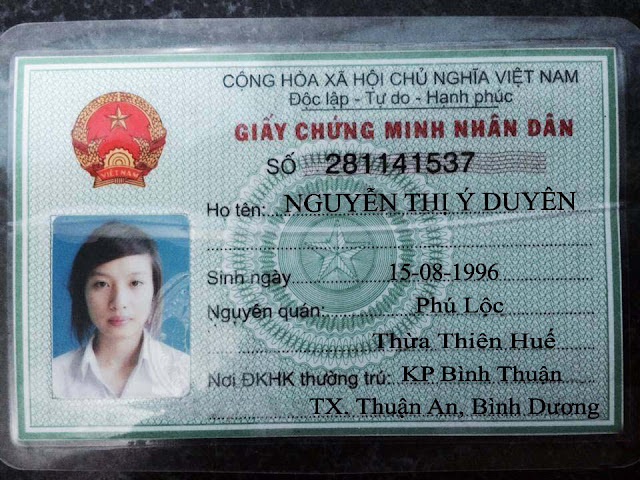 CỘNG HÒA XÃ HỘI CHỦ NGHĨA VIỆT NAM
Độc lập - Tự do - Hạnh phúc
GIẤY CHỨNG MINH NHÂN DÂN
SỐ 281141537
Họ tên: NGUYỄN THỊ Ý DUYÊN
Sinh ngày 15-08-1996
Nguyên quán: Phú Lộc
Thừa Thiên Huế
Nơi ĐKHK thường trú: KP Bình Thuận
TX. Thuận An, Bình Dương
VIỆT NAM